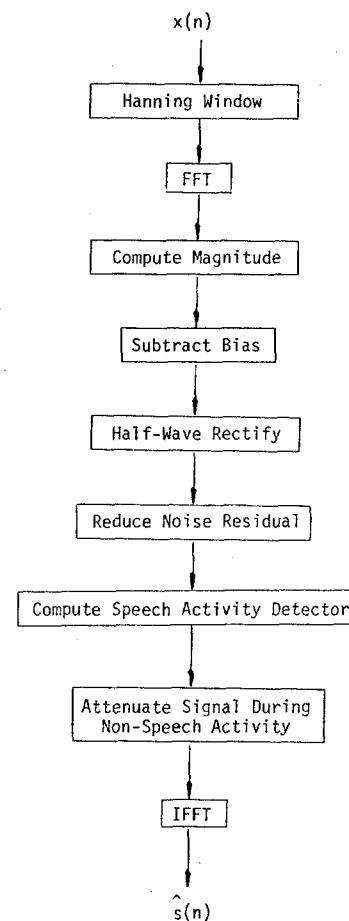 x(n)
Hanning Window
FFT
Compute Magnitude
Subtract Bias
Half-Wave Rectify
Reduce Noise Residual
Compute Speech Activity Detector
Attenuate Signal During
Non-Speech Activity
IFFT
ŝ(n)